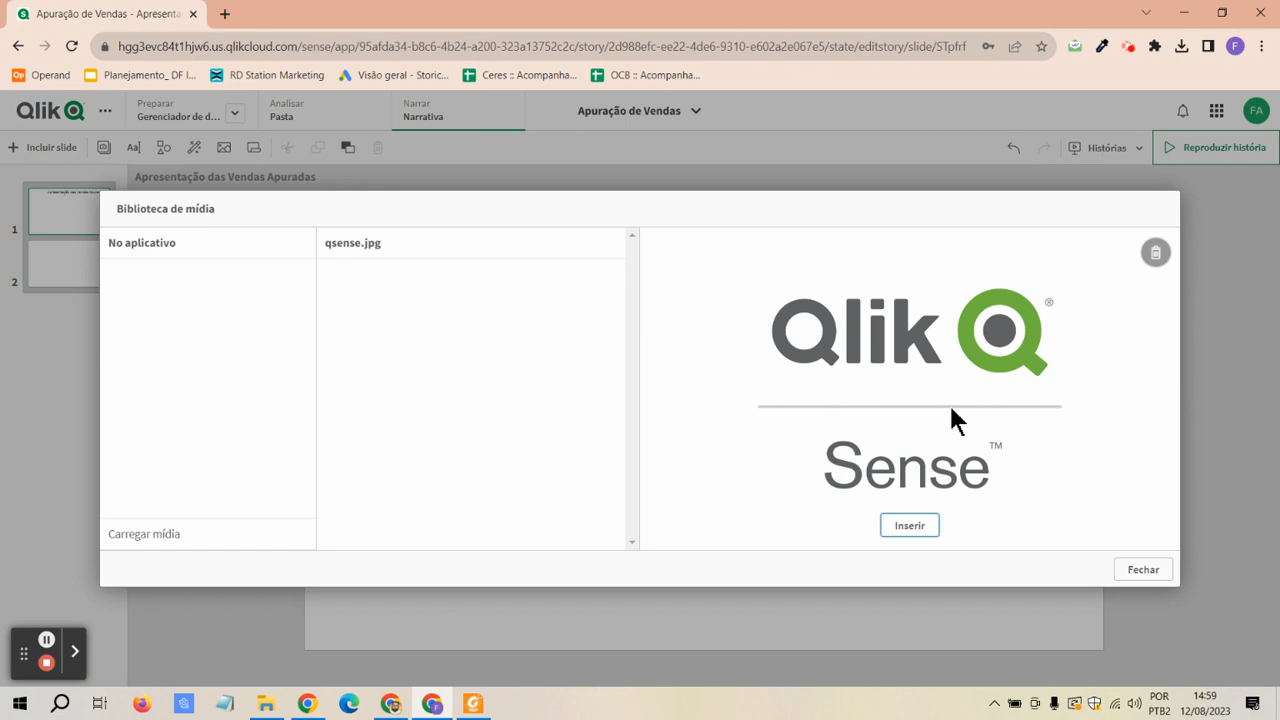 Apuração de Vendas - Apresenta
hgg3evc84t1hjw6.us.qlikcloud.com/sense/app/956fda34-b8c6-4b24-a200-323a13752c2c/story/2d988efc-ee22-4de6-9310-e602a2e067e5/state/editstory/slide/STpfrf
F
Operand
Planejamento_ DF I...
RD Station Marketing
Visão geral - Storic...
Ceres :: Acompanha...
OCB :: Acompanha...
Qlik
Preparar
Gerenciador de d...
Analisar
Pasta
Narrar
Narrativa
Apuração de Vendas
FA
Incluir slide
Aa
Histórias
Reproduzir história
Apresentação das Vendas Apuradas
1
2
Biblioteca de mídia
No aplicativo
qsense.jpg
Qlik ®
Sense™
Inserir
Carregar mídia
Fechar
POR
PTB2
14:59
12/08/2023